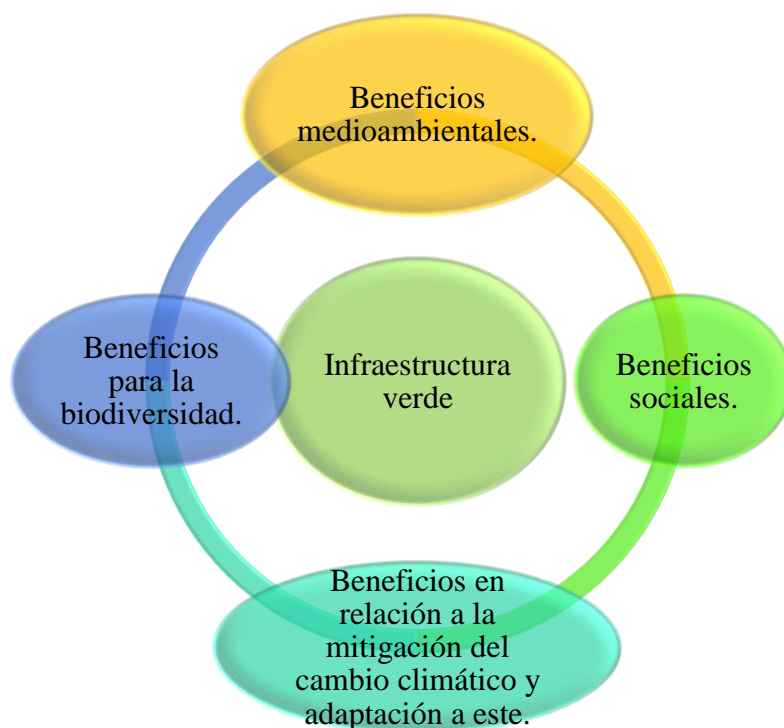 Beneficios
medioambientales.
Beneficios
para la
biodiversidad.
Infraestructura
verde
Beneficios
sociales.
Beneficios en
relación a la
mitigación del
cambio climático y
adaptación a este.